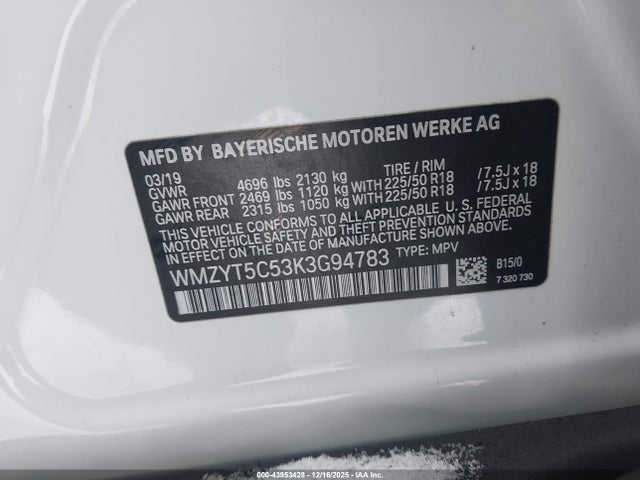 MFD BY BAYERISCHE MOTOREN WERKE AG
03/19
GVWR 4696 lbs 2130 kg TIRE / RIM
GAWR FRONT 2469 lbs 1120 kg WITH 225/50 R18 /7.5J x 18
GAWR REAR 2315 lbs 1050 kg WITH 225/50 R18 /7.5J x 18
THIS VEHICLE CONFORMS TO ALL APPLICABLE U. S. FEDERAL
MOTOR VEHICLE SAFETY, BUMPER, AND THEFT PREVENTION
STANDARDS IN EFFECT ON THE DATE OF MANUFACTURE SHOWN ABOVE.
WMZYT5C53K3G94783 TYPE: MPV
B15/0
7 320 730
000-43953428 - 12/16/2025 - IAA Inc.